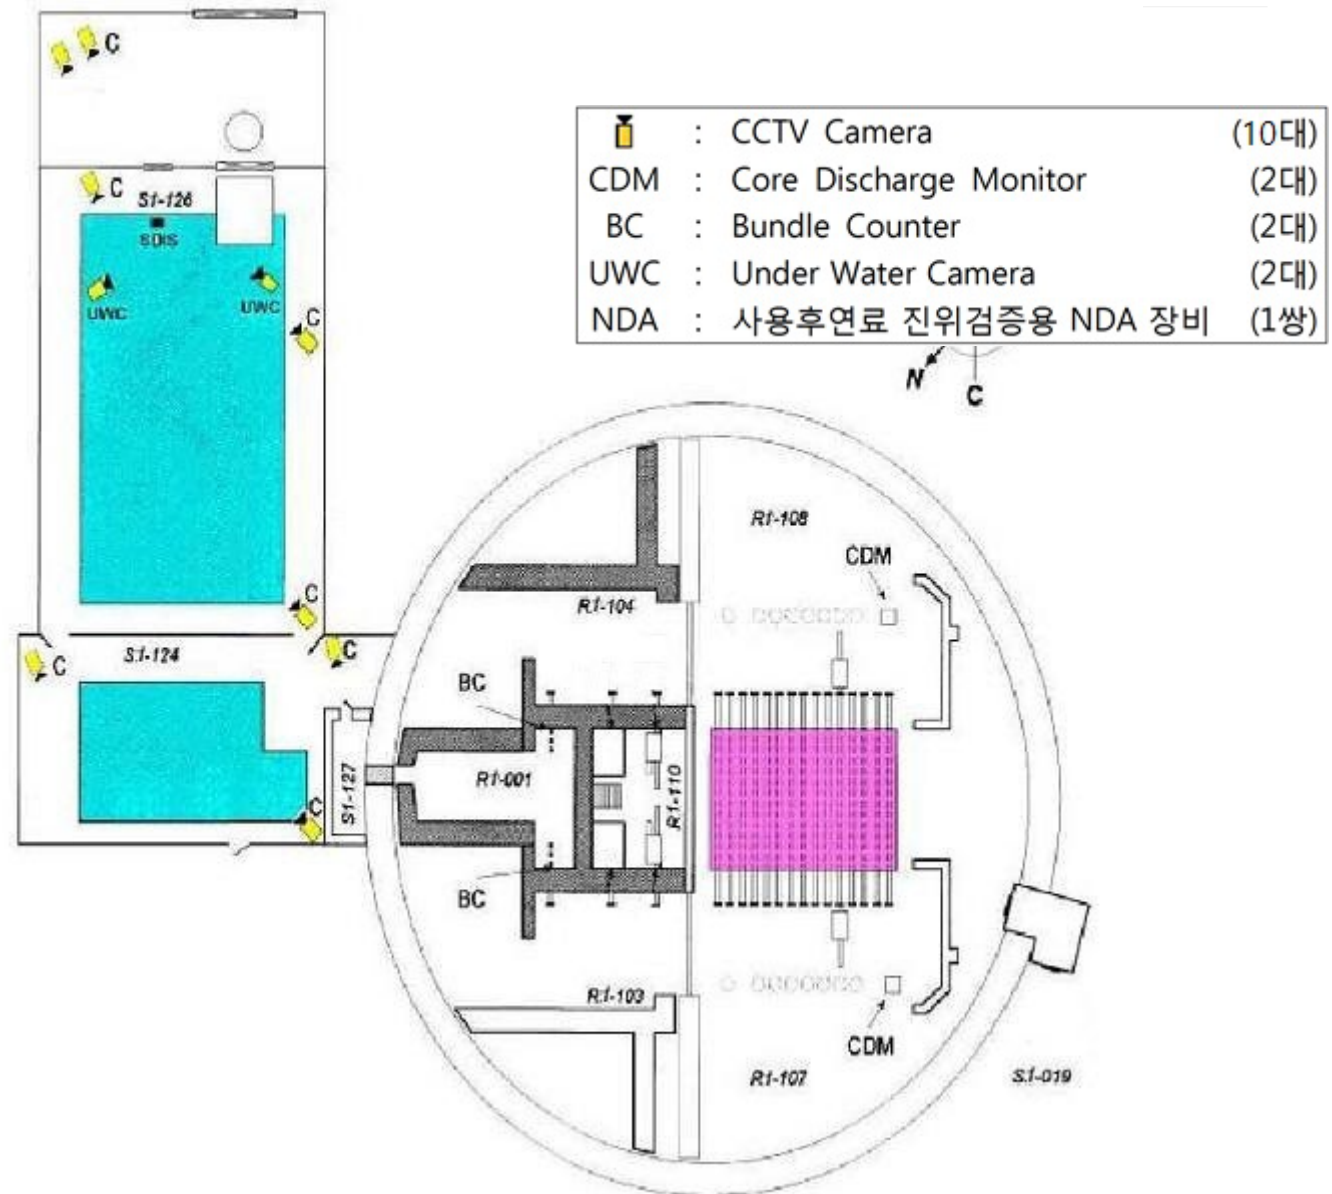 C
: CCTV Camera (10대)
CDM : Core Discharge Monitor (2대)
BC : Bundle Counter (2대)
UWC : Under Water Camera (2대)
NDA : 사용후연료 진위검증용 NDA 장비 (1쌍)
C
S1-126
SDIS
UWC
UWC
C
N
C
R1-108
CDM
C
R1-104
C
C
S1-124
BC
R1-001
S1-127
R1-110
C
BC
R1-103
CDM
R1-107
S1-019